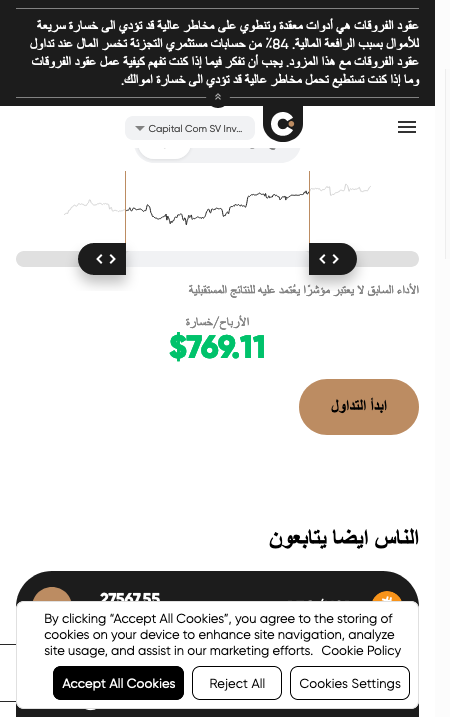 عقود الفروقات هي أدوات معقدة وتنطوي على مخاطر عالية قد تؤدي الى خسارة سريعة
للأموال بسبب الرافعة المالية. 84٪ من حسابات مستثمري التجزئة تخسر المال عند تداول
عقود الفروقات مع هذا المزود. يجب أن تفكر فيما إذا كنت تفهم كيفية عمل عقود الفروقات
وما إذا كنت تستطيع تحمل مخاطر عالية قد تؤدي الى خسارة اموالك.
Capital Com SV Inv...
الأداء السابق لا يعتبر مؤشرًا يعُتمد عليه للنتائج المستقبلية
الأرباح/خسارة
$769.11
ابدأ التداول
الناس ايضا يتابعون
27567.55
By clicking “Accept All Cookies”, you agree to the storing of
cookies on your device to enhance site navigation, analyze
site usage, and assist in our marketing efforts. Cookie Policy
Accept All Cookies
Reject All
Cookies Settings